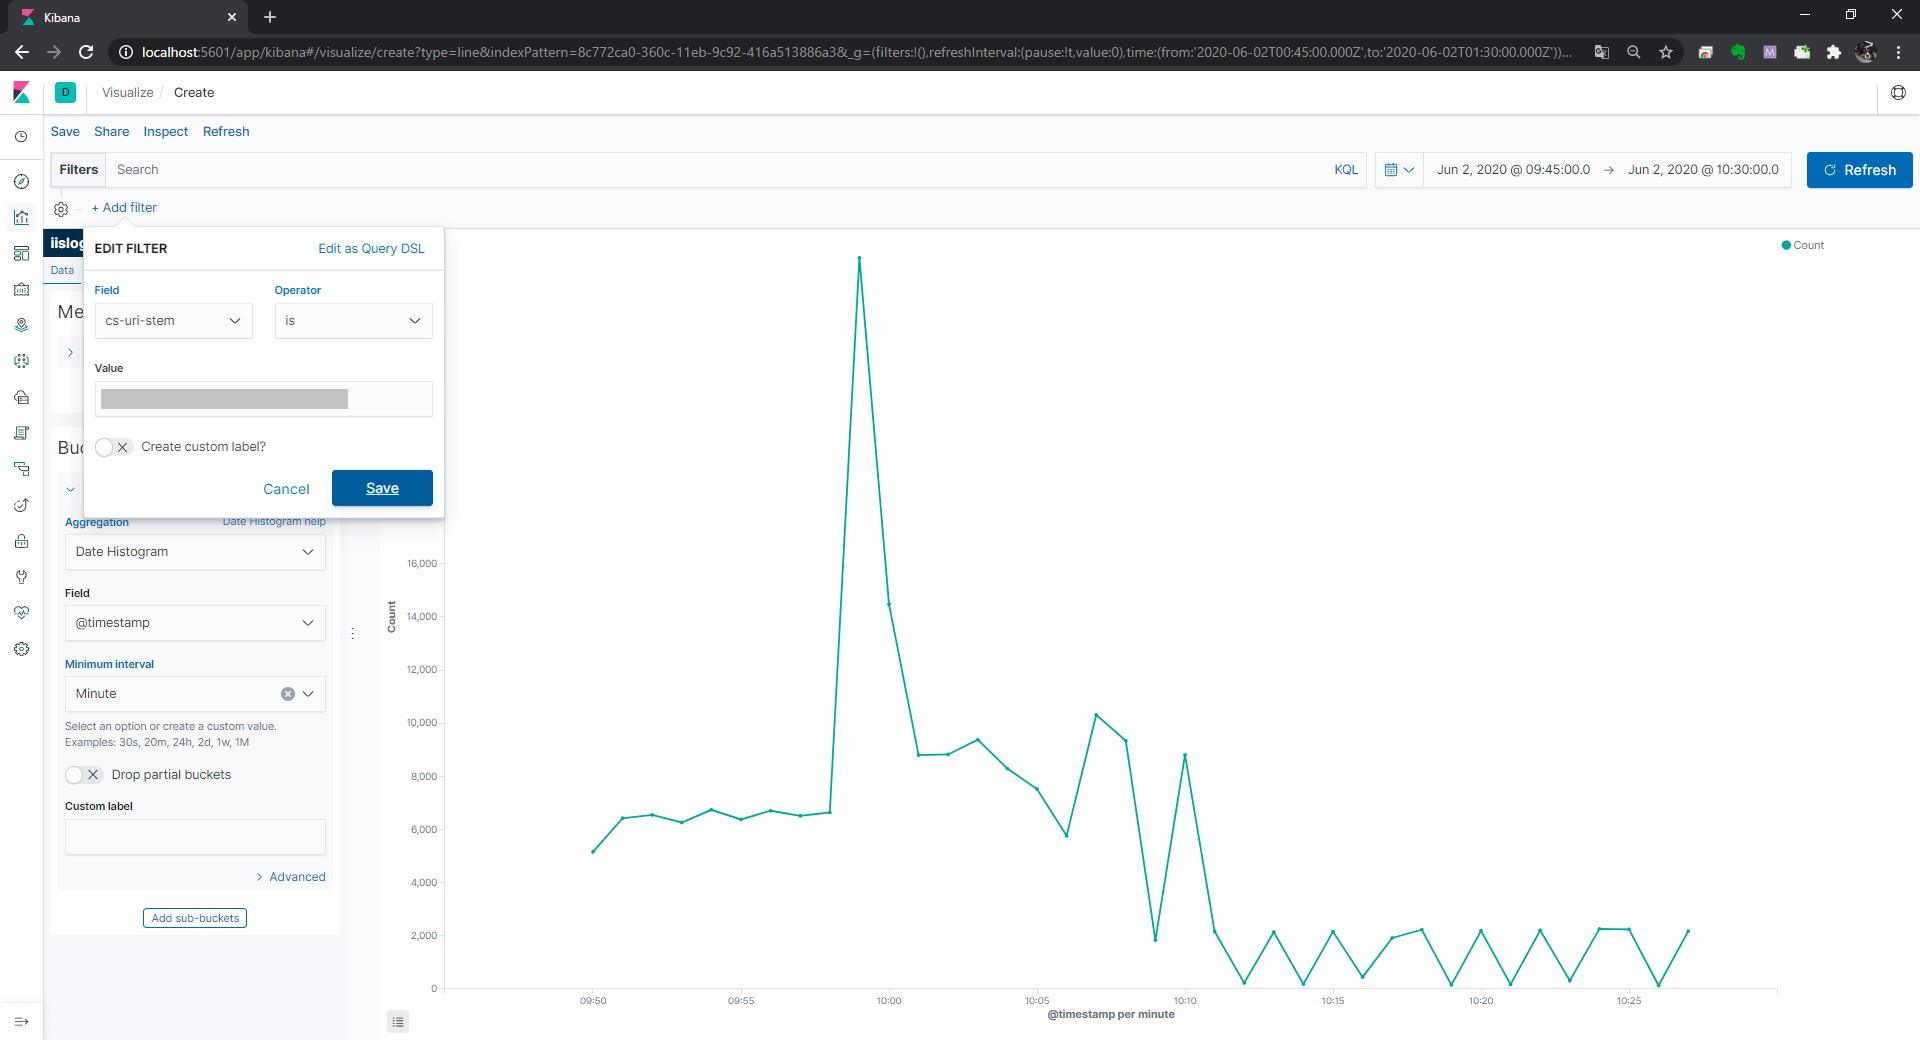 Kibana
localhost:5601/app/kibana#/visualize/create?type=line&indexPattern=8c772ca0-360c-11eb-9c92-416a513886a3&_g=(filters:!(),refreshInterval:(pause:!t,value:0),time:(from:'2020-06-02T00:45:00.000Z',to:'2020-06-02T01:30:00.000Z'))...
D Visualize / Create
Save Share Inspect Refresh
Filters Search KQL Jun 2, 2020 @ 09:45:00.0 → Jun 2, 2020 @ 10:30:00.0 Refresh
+ Add filter
iislog
Data
Me
Bu
EDIT FILTER Edit as Query DSL
Field Operator
cs-uri-stem is
Value
Create custom label?
Cancel Save
Aggregation Date Histogram help
Date Histogram
Field
@timestamp
Minimum interval
Minute
Select an option or create a custom value.
Examples: 30s, 20m, 24h, 2d, 1w, 1M
Drop partial buckets
Custom label
Advanced
Add sub-buckets
Count
16,000
14,000
12,000
10,000
8,000
6,000
4,000
2,000
0
Count
09:50 09:55 10:00 10:05 10:10 10:15 10:20 10:25
@timestamp per minute